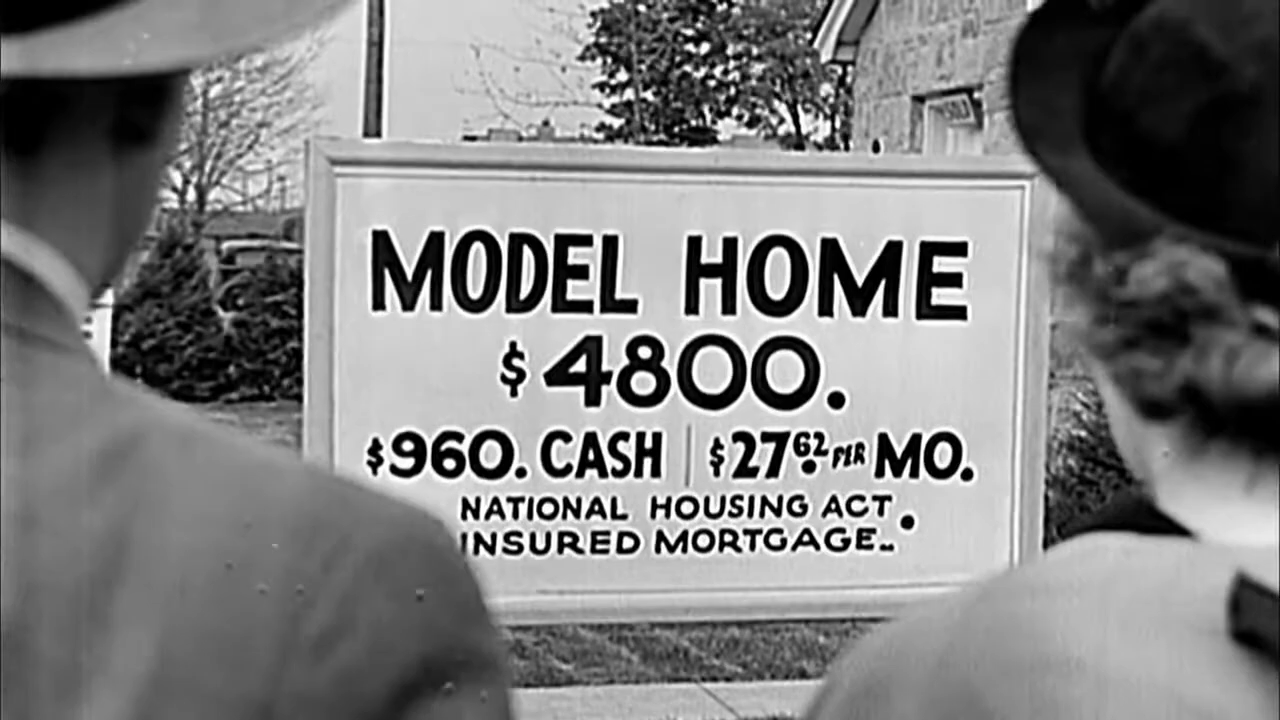 MODEL HOME
$4800.
$960. CASH | $27.62 PER MO.
NATIONAL HOUSING ACT
INSURED MORTGAGE..